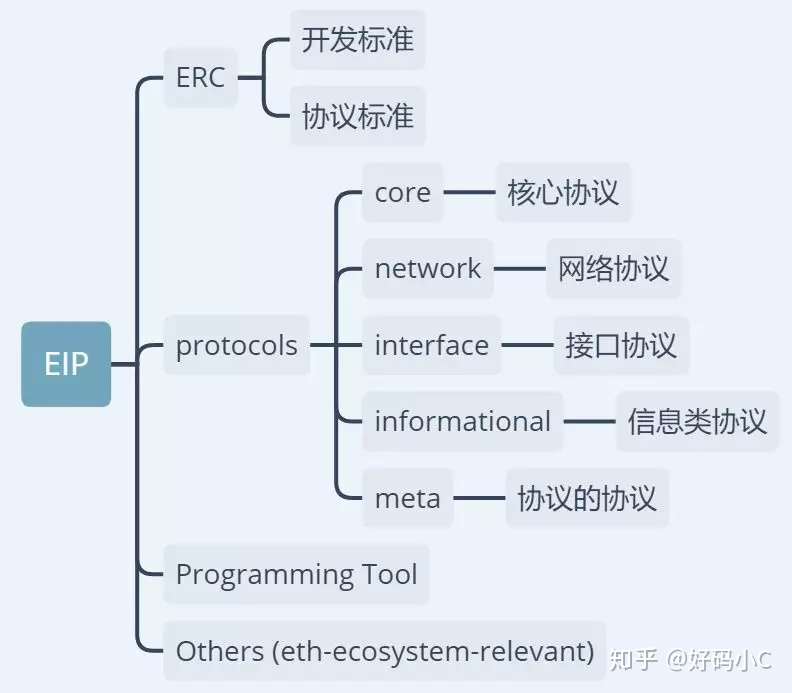 开发标准
ERC
协议标准
core 核心协议
network 网络协议
EIP
protocols
interface 接口协议
informational 信息类协议
meta 协议的协议
Programming Tool
Others (eth-ecosystem-relevant)
知乎 @好码小C